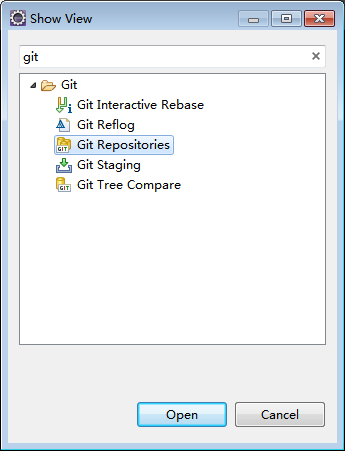 Show View
git
Git
Git Interactive Rebase
Git Reflog
Git Repositories
Git Staging
Git Tree Compare
Open Cancel